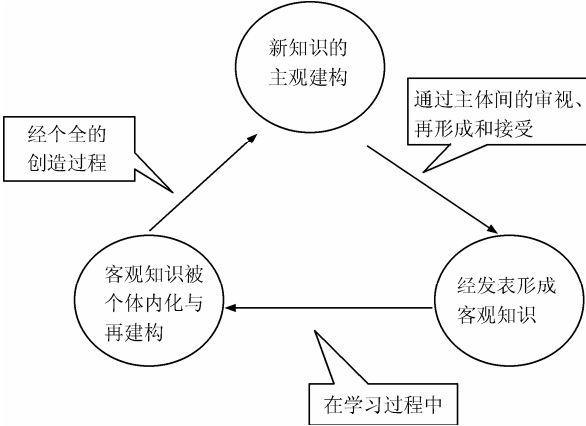 新知识的
主观建构
通过主体间的审视、
再形成和接受
经个全的
创造过程
客观知识被
个体内化与
再建构
经发表形成
客观知识
在学习过程中